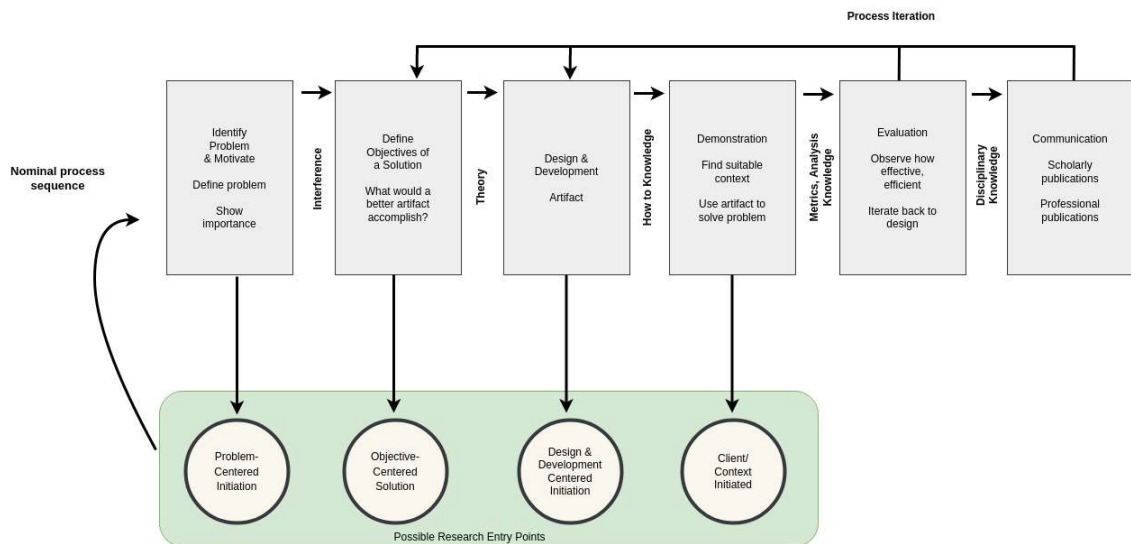 Process Iteration
Nominal process
sequence
Identify
Problem
& Motivate
Define problem
Show
importance
Interference
Define
Objectives of
a Solution
What would a
better artifact
accomplish?
Theory
Design &
Development
Artifact
How to Knowledge
Demonstration
Find suitable
context
Use artifact to
solve problem
Metrics, Analysis
Knowledge
Evaluation
Observe how
effective,
efficient
Iterate back to
design
Disciplinary
Knowledge
Communication
Scholarly
publications
Professional
publications
Problem-
Centered
Initiation
Objective-
Centered
Solution
Design &
Development
Centered
Initiation
Client/
Context
Initiated
Possible Research Entry Points